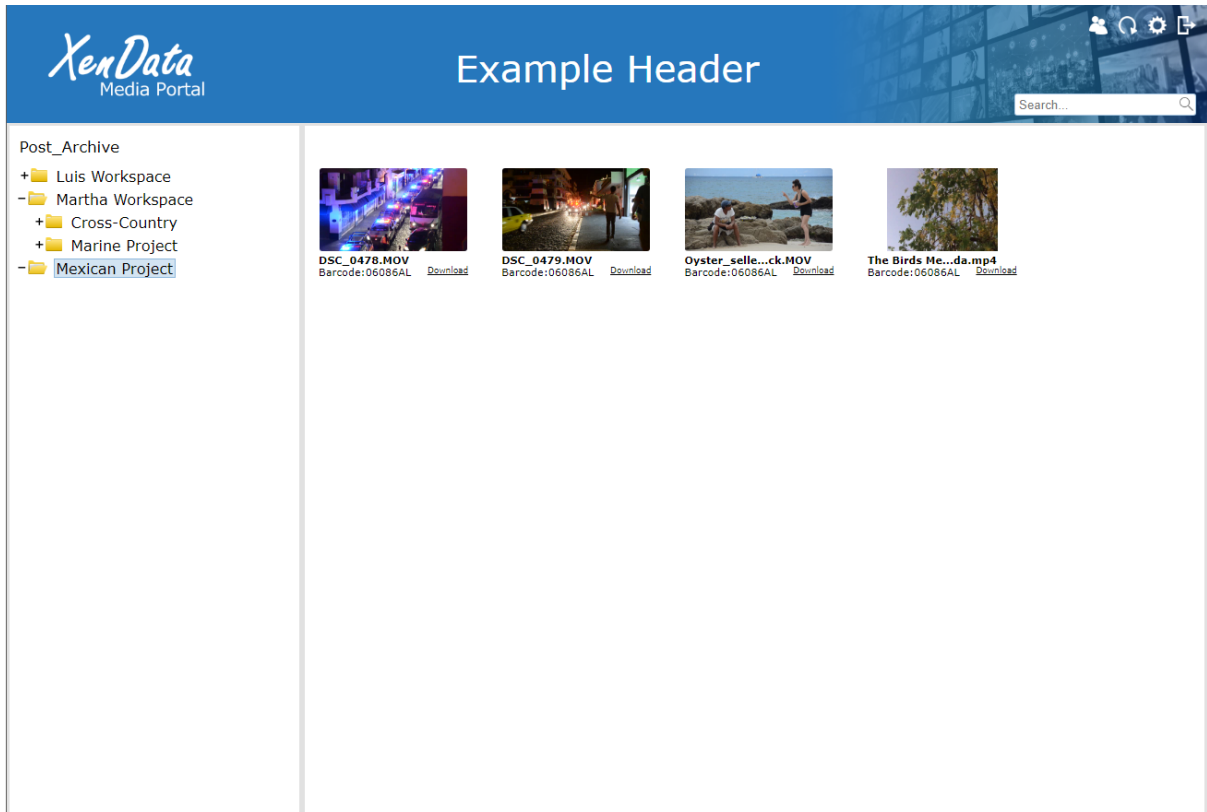 XenData
Media Portal
Example Header
Search...
Post_Archive
+ Luis Workspace
- Martha Workspace
+ Cross-Country
+ Marine Project
- Mexican Project
DSC_0478.MOV
Barcode:06086AL Download
DSC_0479.MOV
Barcode:06086AL Download
Oyster_selle...ck.MOV
Barcode:06086AL Download
The Birds Me...da.mp4
Barcode:06086AL Download